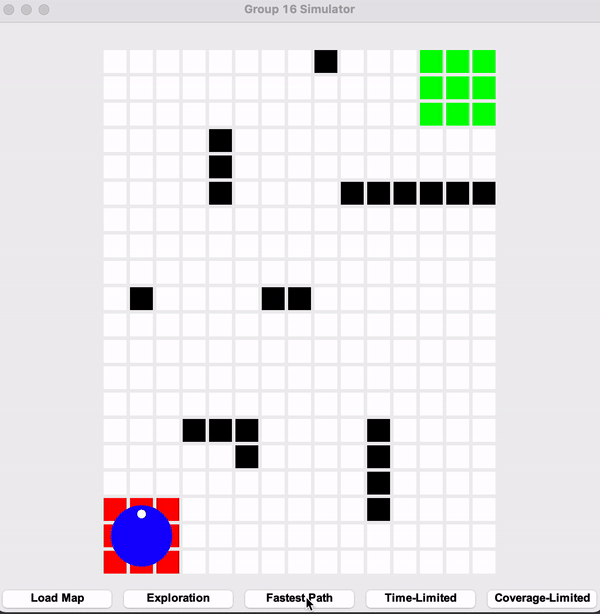 Group 16 Simulator
Load Map
Exploration
Fastest Path
Time-Limited
Coverage-Limited